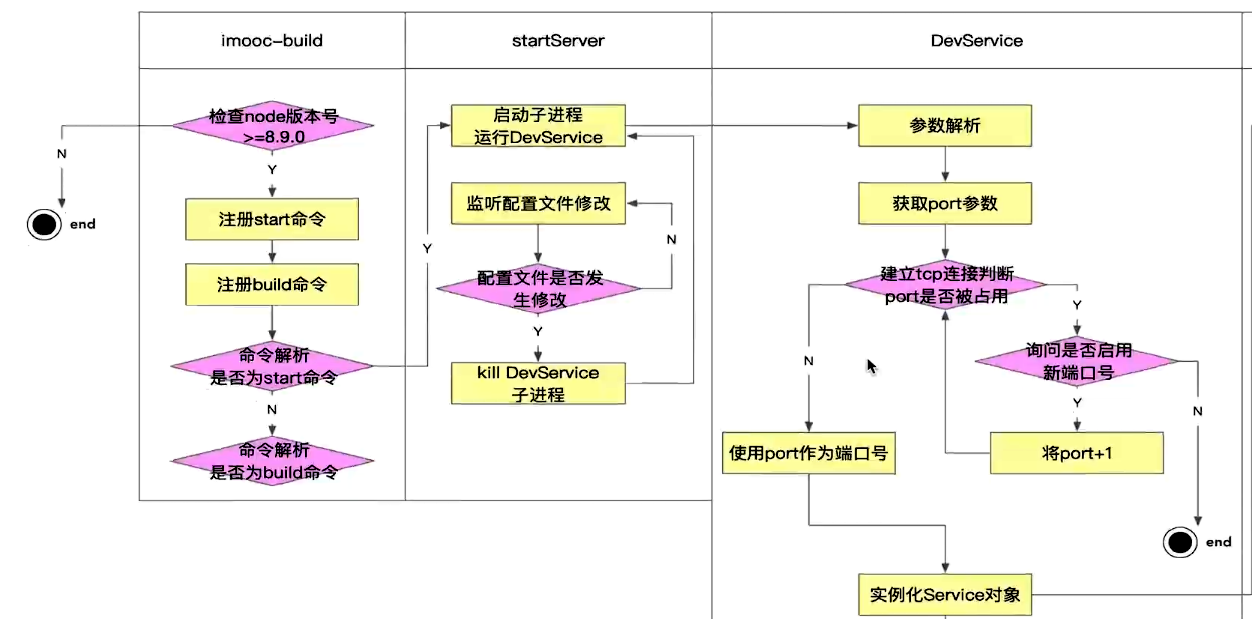 imooc-build
startServer
DevService
检查node版本号
>=8.9.0
N
end
Y
注册start命令
注册build命令
命令解析
是否为start命令
N
命令解析
是否为build命令
Y
启动子进程
运行DevService
监听配置文件修改
N
配置文件是否发
生修改
Y
kill DevService
子进程
参数解析
获取port参数
建立tcp连接判断
port是否被占用
Y
N
询问是否启用
新端口号
Y
N
使用port作为端口号
将port+1
end
实例化Service对象